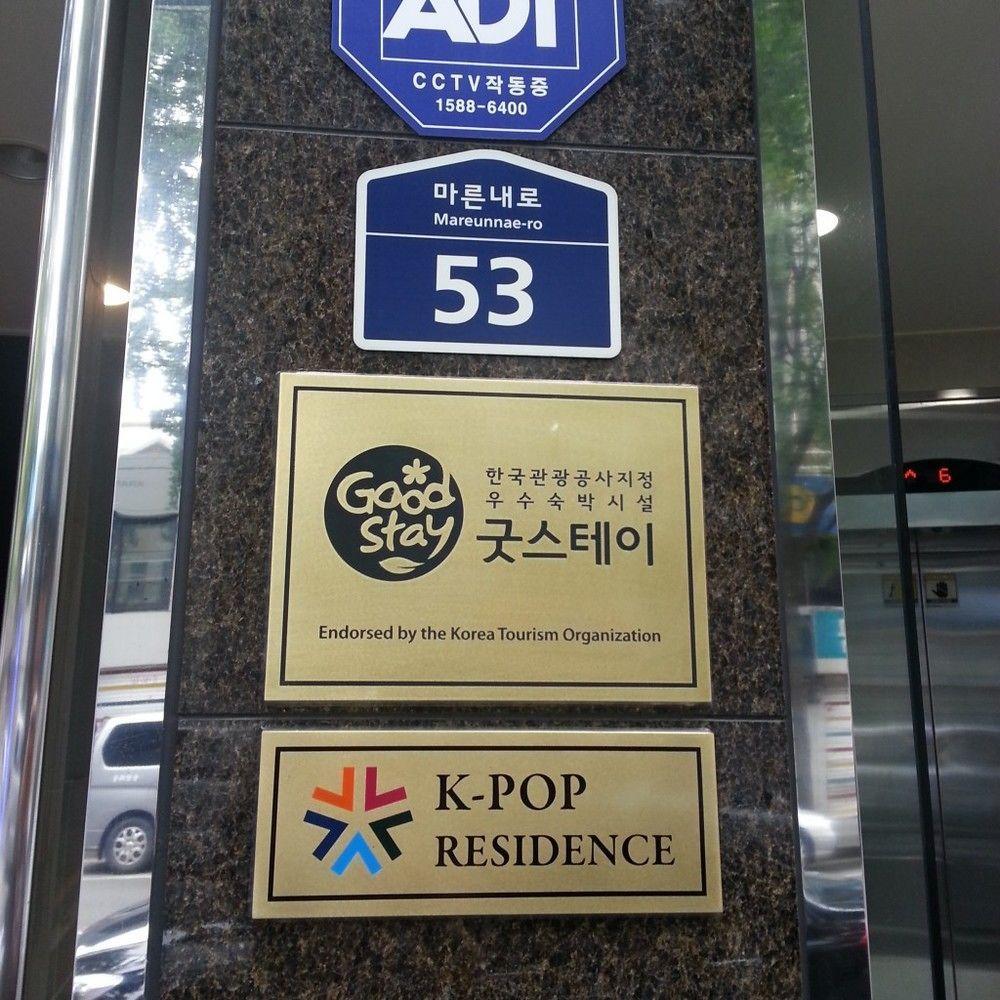 ADT
CCTV작동중
1588-6400
마른내로
Mareunnae-ro
53
Good
stay
한국관광공사지정
우수숙박시설
굿스테이
Endorsed by the Korea Tourism Organization
K-POP
RESIDENCE
6